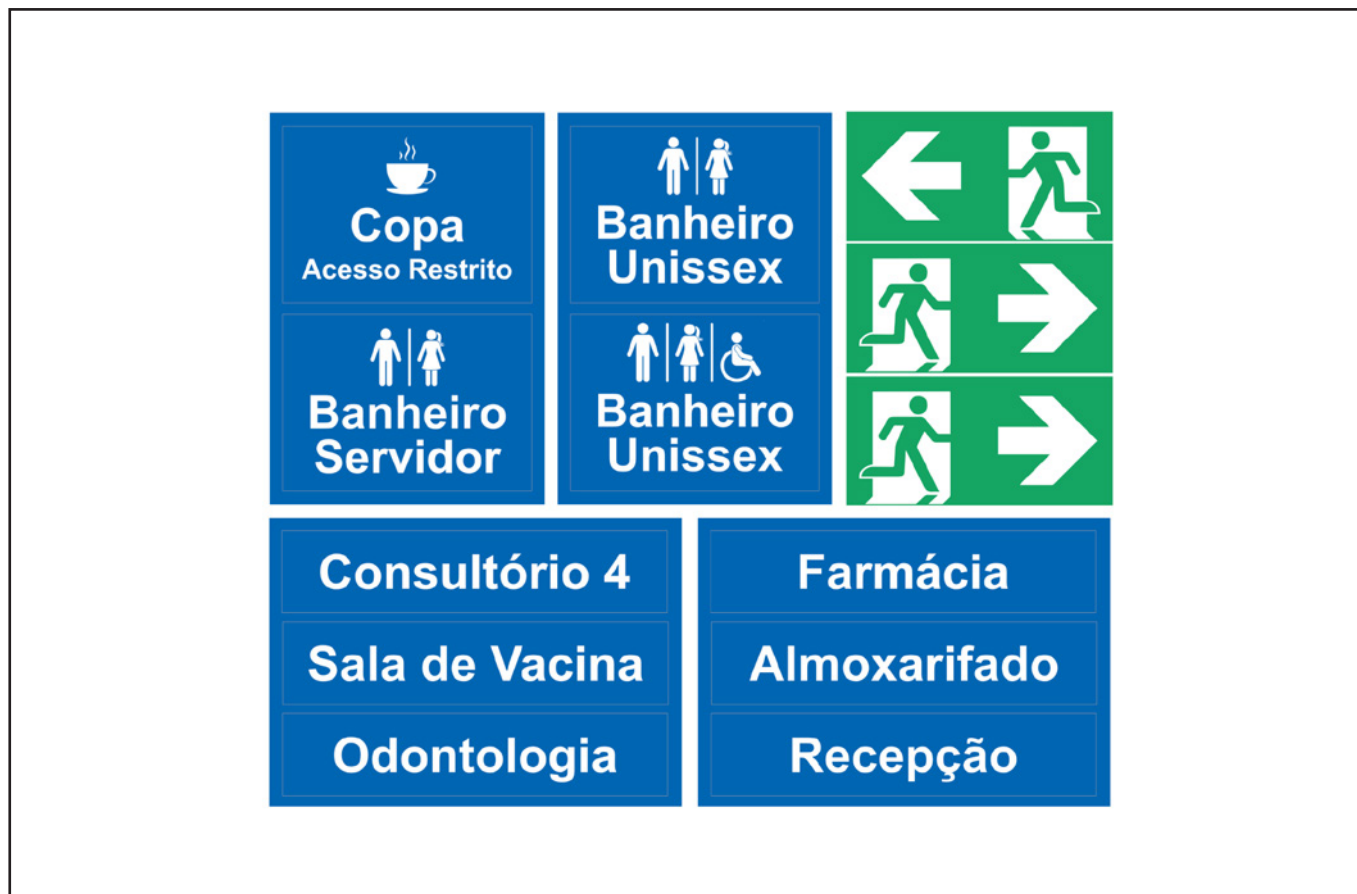 Copa
Acesso Restrito
Banheiro
Servidor
Banheiro
Unissex
Banheiro
Unissex
Consultório 4
Sala de Vacina
Odontologia
Farmácia
Almoxarifado
Recepção